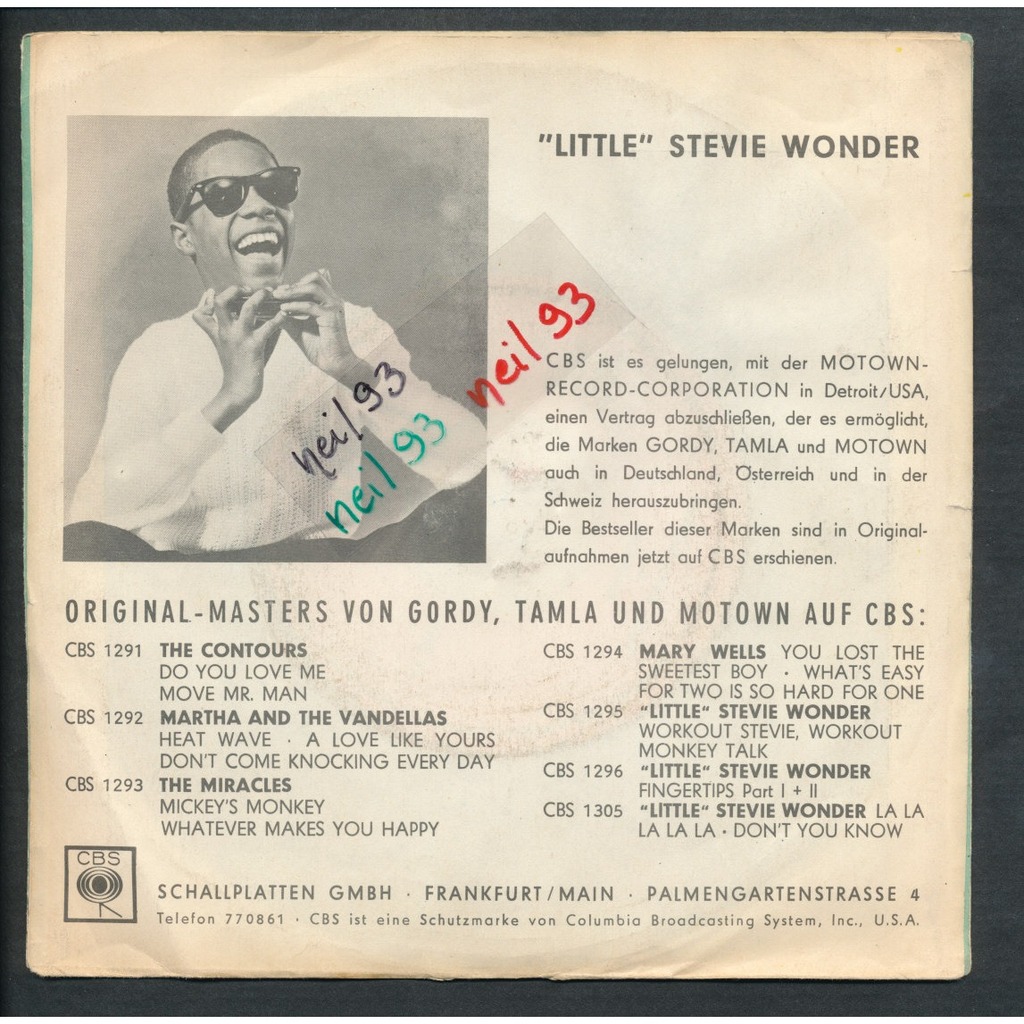 "LITTLE" STEVIE WONDER
neil 93
neil 93
neil 93
CBS ist es gelungen, mit der MOTOWN-
RECORD-CORPORATION in Detroit/USA,
einen Vertrag abzuschließen, der es ermöglicht,
die Marken GORDY, TAMLA und MOTOWN
auch in Deutschland, Österreich und in der
Schweiz herauszubringen.
Die Bestseller dieser Marken sind in Original-
aufnahmen jetzt auf CBS erschienen.
ORIGINAL-MASTERS VON GORDY, TAMLA UND MOTOWN AUF CBS:
CBS 1291 THE CONTOURS
DO YOU LOVE ME
MOVE MR. MAN
CBS 1292 MARTHA AND THE VANDELLAS
HEAT WAVE · A LOVE LIKE YOURS
DON'T COME KNOCKING EVERY DAY
CBS 1293 THE MIRACLES
MICKEY'S MONKEY
WHATEVER MAKES YOU HAPPY
CBS 1294 MARY WELLS YOU LOST THE
SWEETEST BOY · WHAT'S EASY
FOR TWO IS SO HARD FOR ONE
CBS 1295 "LITTLE" STEVIE WONDER
WORKOUT STEVIE, WORKOUT
MONKEY TALK
CBS 1296 "LITTLE" STEVIE WONDER
FINGERTIPS Part I + II
CBS 1305 "LITTLE" STEVIE WONDER LA LA
LA LA LA · DON'T YOU KNOW
CBS
SCHALLPLATTEN GMBH · FRANKFURT/MAIN · PALMENGARTENSTRASSE 4
Telefon 770861 · CBS ist eine Schutzmarke von Columbia Broadcasting System, Inc., U.S.A.